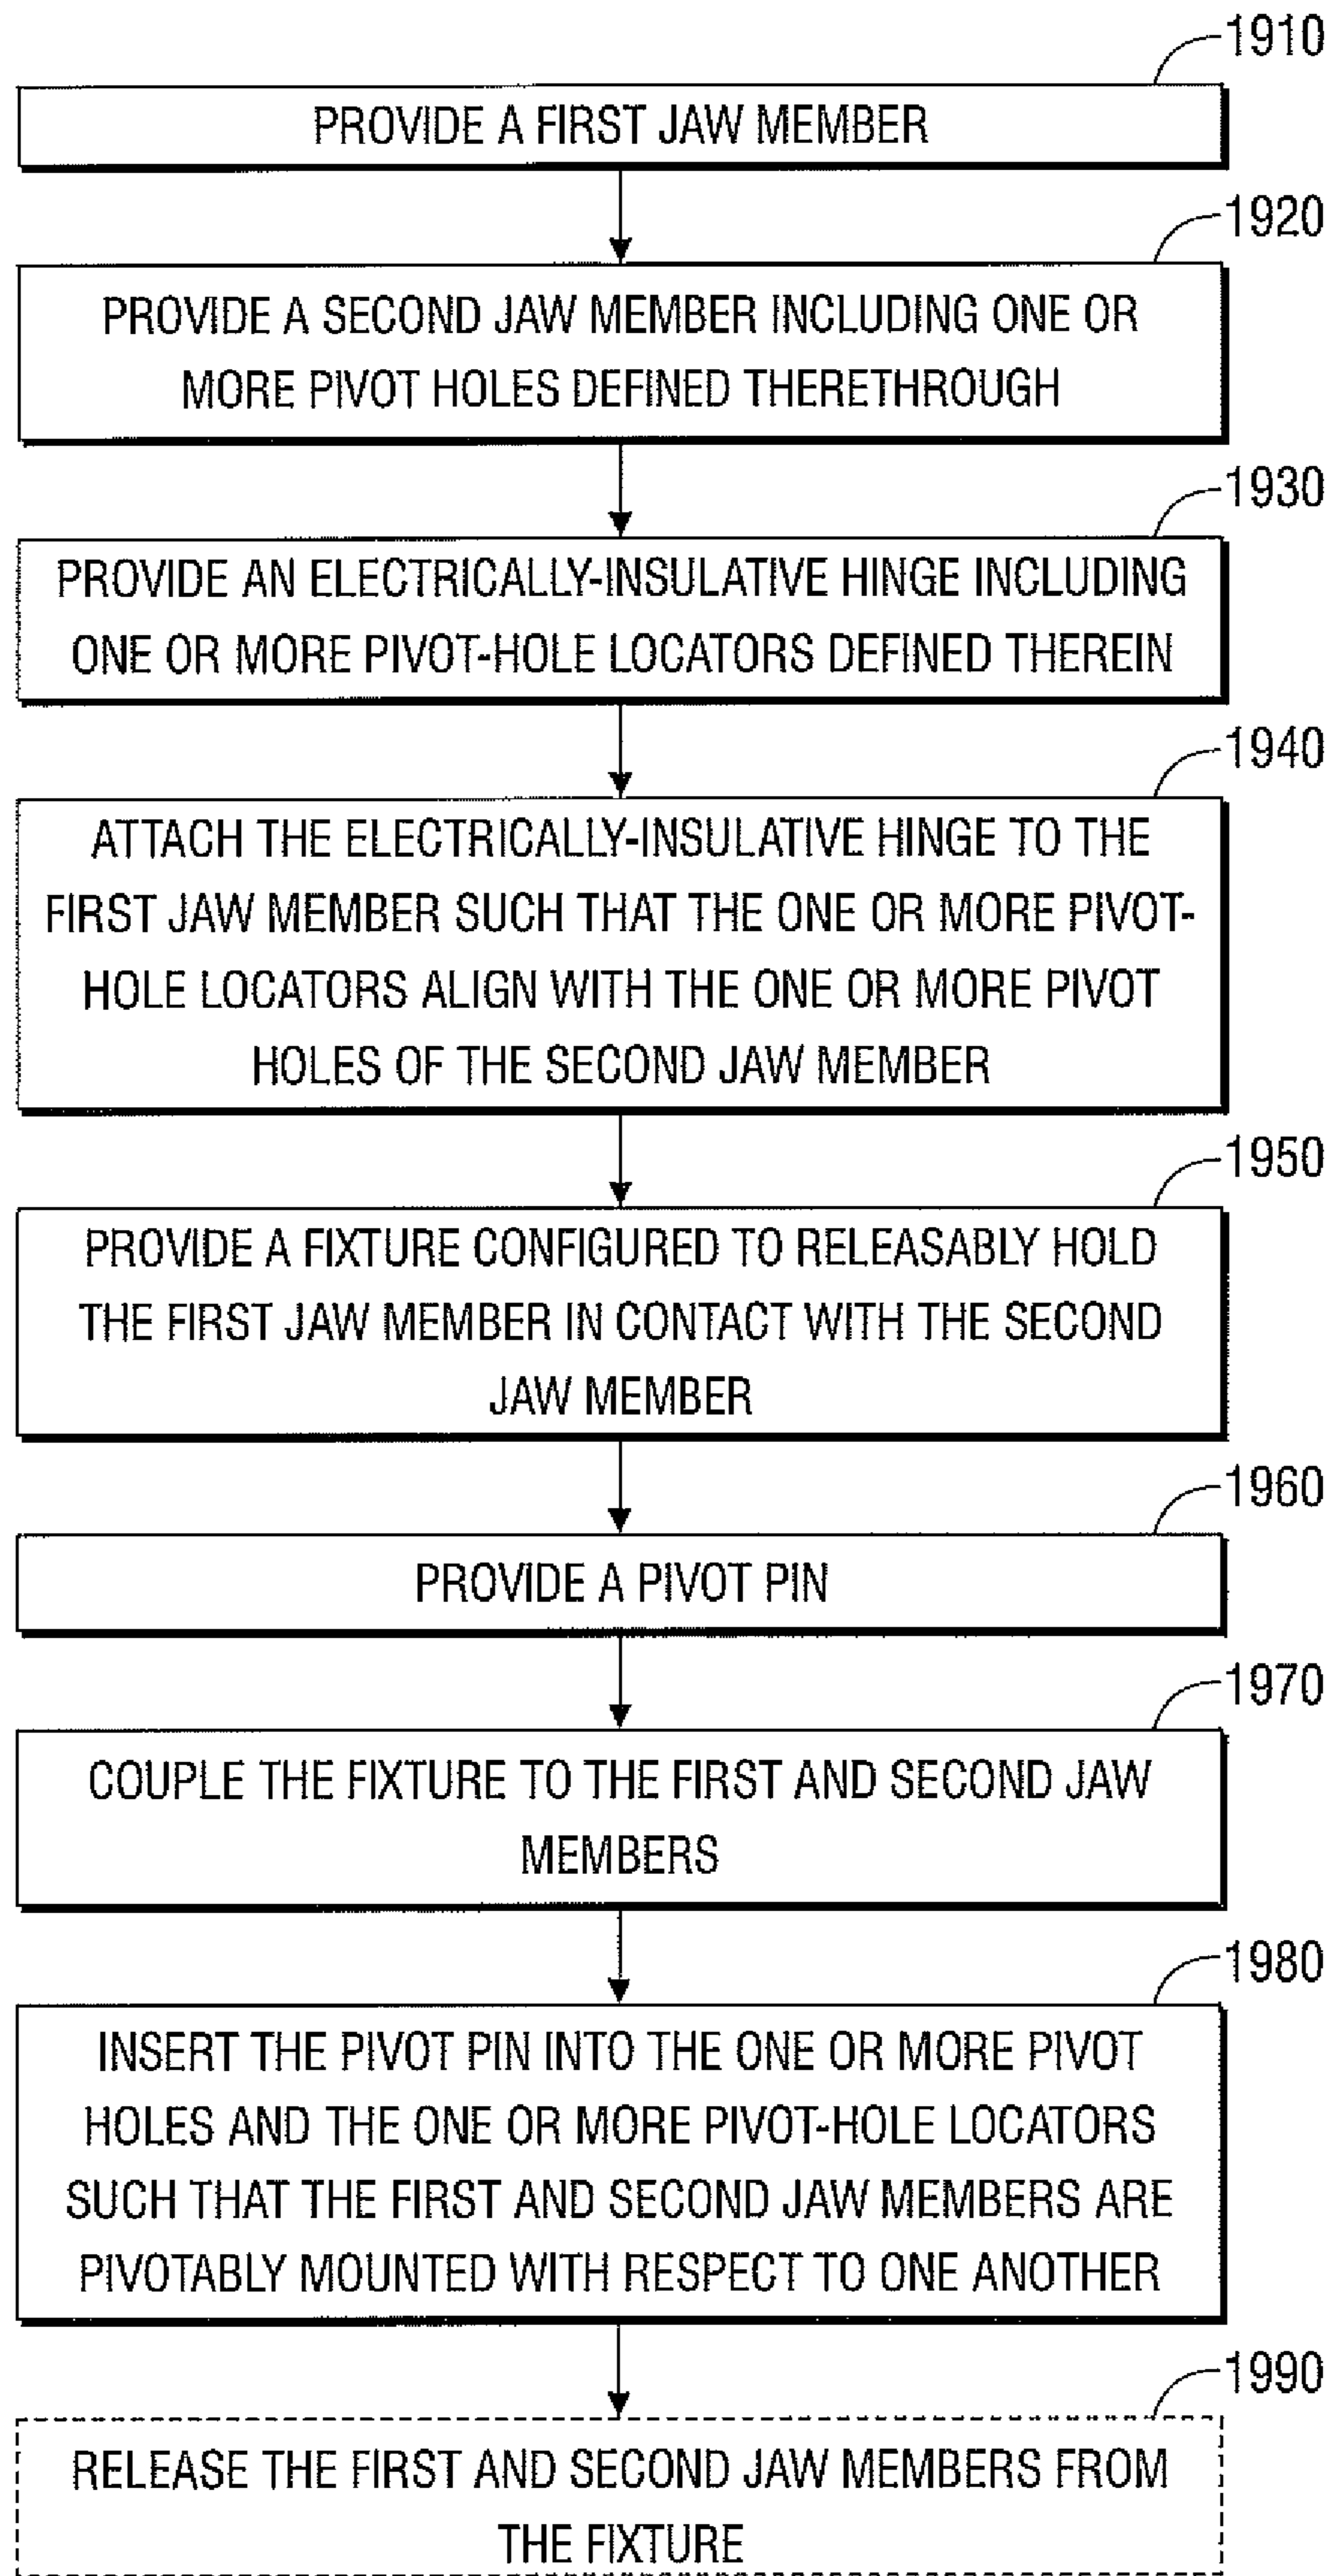 1910
PROVIDE A FIRST JAW MEMBER
1920
PROVIDE A SECOND JAW MEMBER INCLUDING ONE OR
MORE PIVOT HOLES DEFINED THERETHROUGH
1930
PROVIDE AN ELECTRICALLY-INSULATIVE HINGE INCLUDING
ONE OR MORE PIVOT-HOLE LOCATORS DEFINED THEREIN
1940
ATTACH THE ELECTRICALLY-INSULATIVE HINGE TO THE
FIRST JAW MEMBER SUCH THAT THE ONE OR MORE PIVOT-
HOLE LOCATORS ALIGN WITH THE ONE OR MORE PIVOT
HOLES OF THE SECOND JAW MEMBER
1950
PROVIDE A FIXTURE CONFIGURED TO RELEASABLY HOLD
THE FIRST JAW MEMBER IN CONTACT WITH THE SECOND
JAW MEMBER
1960
PROVIDE A PIVOT PIN
1970
COUPLE THE FIXTURE TO THE FIRST AND SECOND JAW
MEMBERS
1980
INSERT THE PIVOT PIN INTO THE ONE OR MORE PIVOT
HOLES AND THE ONE OR MORE PIVOT-HOLE LOCATORS
SUCH THAT THE FIRST AND SECOND JAW MEMBERS ARE
PIVOTABLY MOUNTED WITH RESPECT TO ONE ANOTHER
1990
RELEASE THE FIRST AND SECOND JAW MEMBERS FROM
THE FIXTURE